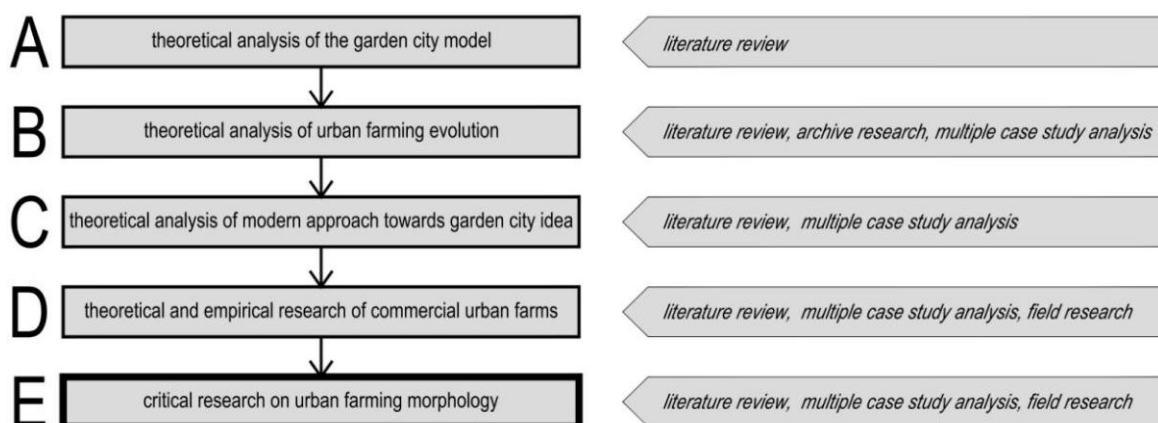 A theoretical analysis of the garden city model literature review
B theoretical analysis of urban farming evolution literature review, archive research, multiple case study analysis
C theoretical analysis of modern approach towards garden city idea literature review, multiple case study analysis
D theoretical and empirical research of commercial urban farms literature review, multiple case study analysis, field research
E critical research on urban farming morphology literature review, multiple case study analysis, field research